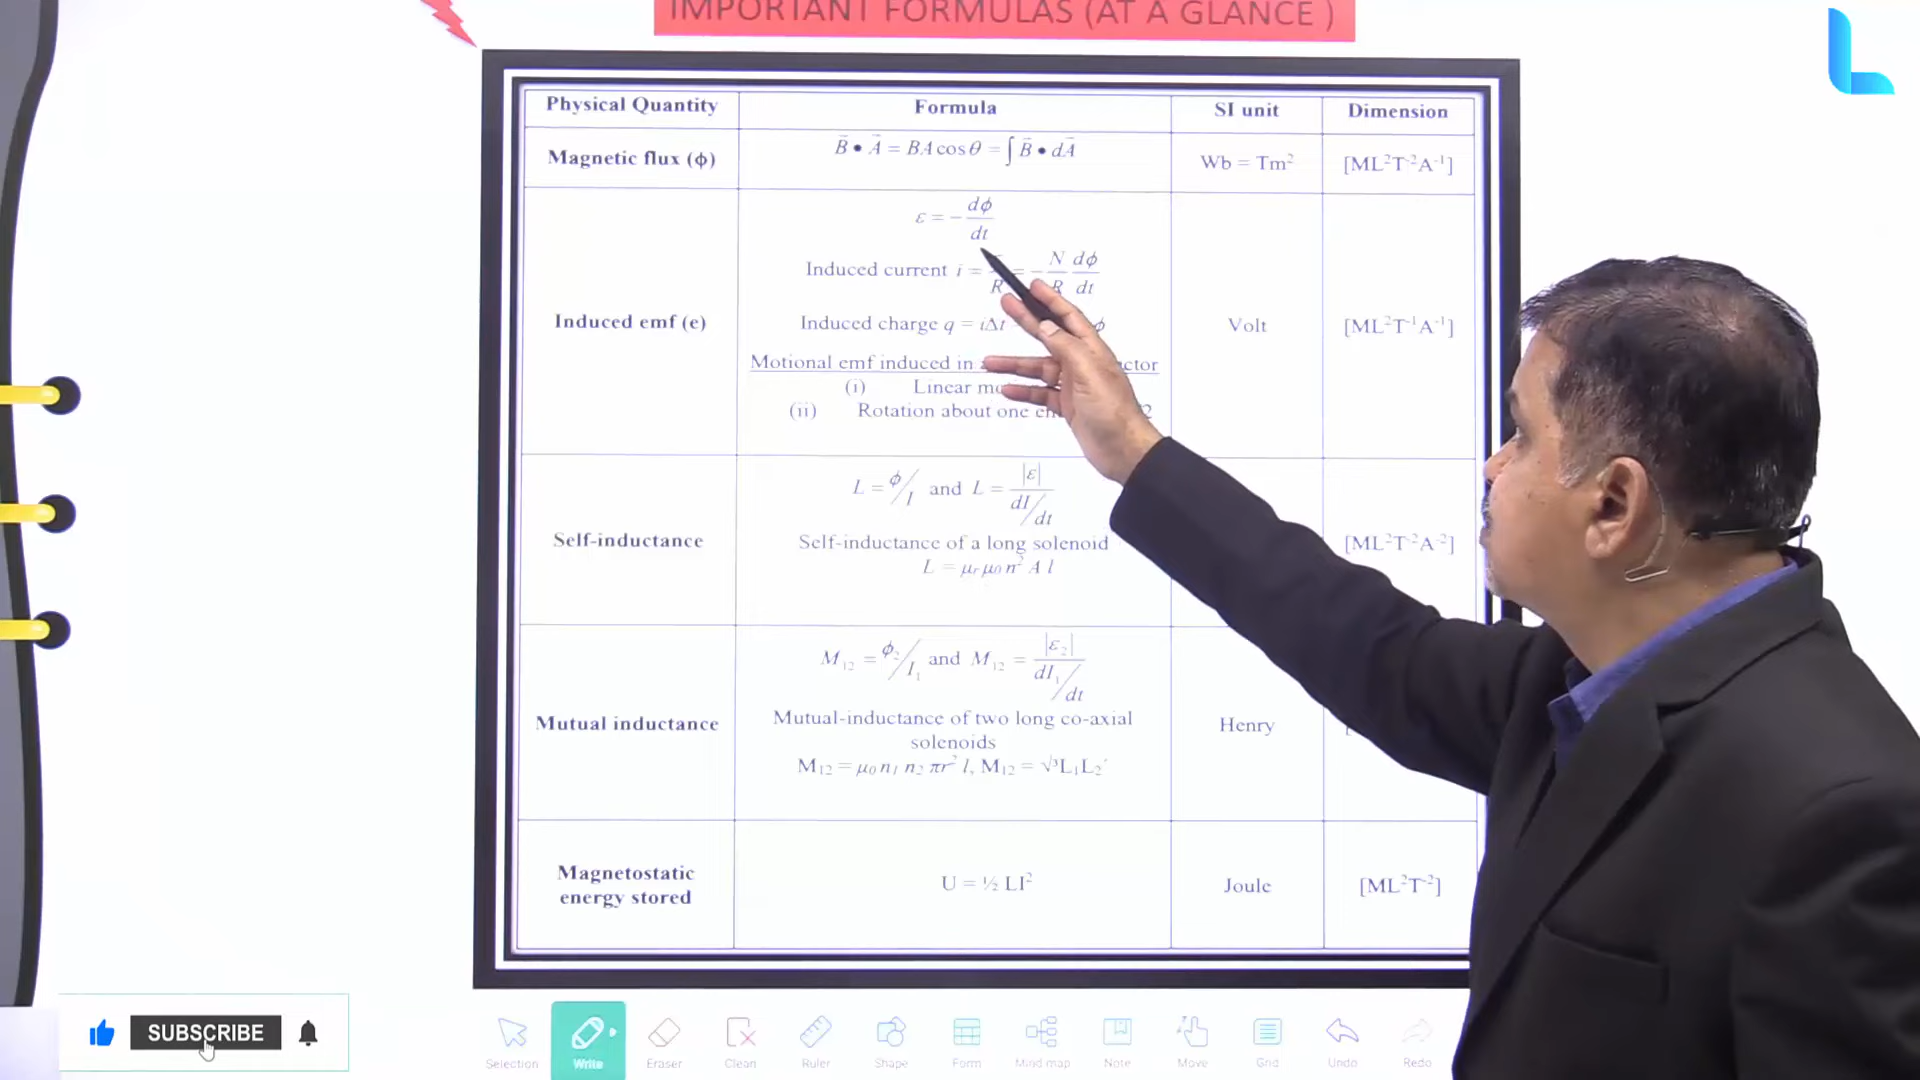 IMPORTANT FORMULAS (AT A GLANCE )
Physical Quantity Formula SI unit Dimension
Magnetic flux (ϕ) B̄ • Ā = BA cos θ = ∫ B̄ • dĀ Wb = Tm² [ML²T⁻²A⁻¹]
ε = − dϕ/dt
Induced current i = R = − N/R dϕ/dt
Induced emf (e) Volt [ML²T⁻¹A⁻¹]
Induced charge q = iΔt ϕ
Motional emf induced in
(i) Linear
(ii) Rotation about one
L = ϕ/I and L = |ε| / dI/dt
Self-inductance [ML²T⁻²A⁻²]
Self-inductance of a long solenoid
L = μᵣ μ₀ n² A l
M₁₂ = ϕ₂/I₁ and M₁₂ = |ε₂| / dI₁/dt
Mutual inductance Henry
Mutual-inductance of two long co-axial
solenoids
M₁₂ = μ₀ n₁ n₂ πr² l, M₁₂ = √L₁L₂
Magnetostatic
energy stored U = ½ LI² Joule [ML²T⁻²]
SUBSCRIBE
Selection Write Eraser Clean Ruler Shape Form Mind map Note Move Grid Undo Redo